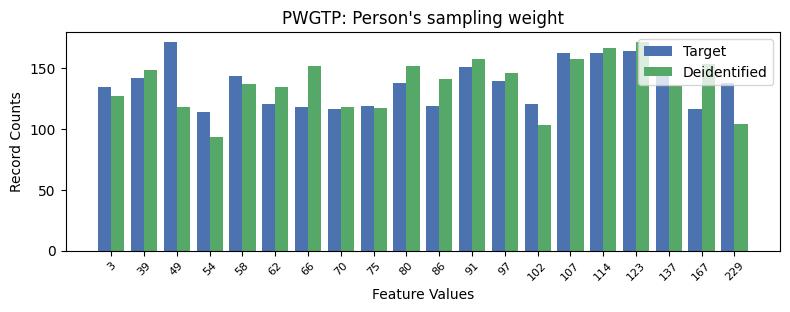 PWGTP: Person's sampling weight
Target
Deidentified
Record Counts
150
100
50
0
3 39 49 54 58 62 66 70 75 80 86 91 97 102 107 114 123 137 167 229
Feature Values